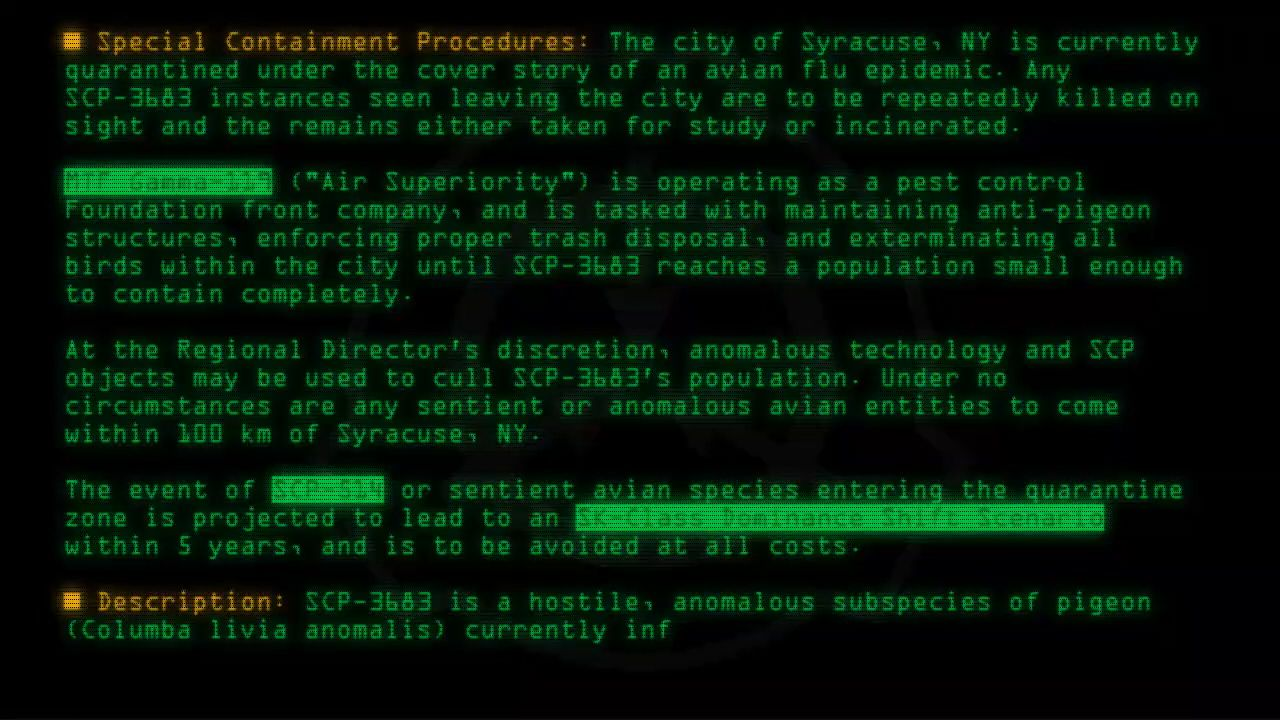 ■ Special Containment Procedures: The city of Syracuse, NY is currently
quarantined under the cover story of an avian flu epidemic. Any
SCP-3683 instances seen leaving the city are to be repeatedly killed on
sight and the remains either taken for study or incinerated.
MTF Gamma-117 ("Air Superiority") is operating as a pest control
Foundation front company, and is tasked with maintaining anti-pigeon
structures, enforcing proper trash disposal, and exterminating all
birds within the city until SCP-3683 reaches a population small enough
to contain completely.
At the Regional Director's discretion, anomalous technology and SCP
objects may be used to cull SCP-3683's population. Under no
circumstances are any sentient or anomalous avian entities to come
within 100 km of Syracuse, NY.
The event of or sentient avian species entering the quarantine
zone is projected to lead to an SK-Class Dominance Shift Scenario
within 5 years, and is to be avoided at all costs.
■ Description: SCP-3683 is a hostile, anomalous subspecies of pigeon
(Columba livia anomalis) currently inf